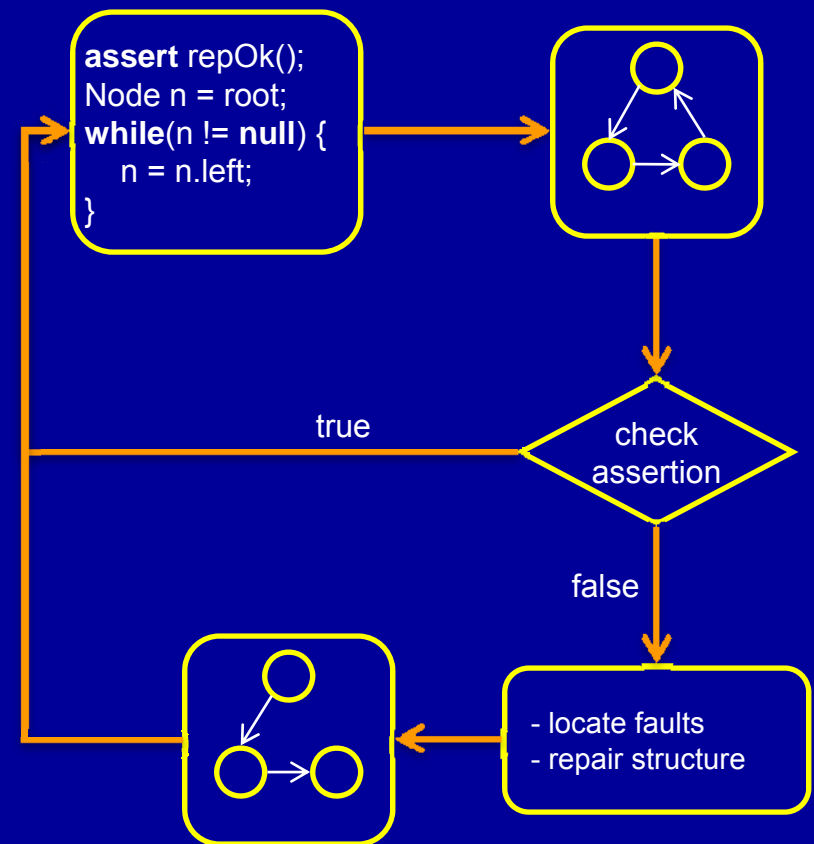 assert repOk();
Node n = root;
while(n != null) {
n = n.left;
}
true
check
assertion
false
- locate faults
- repair structure